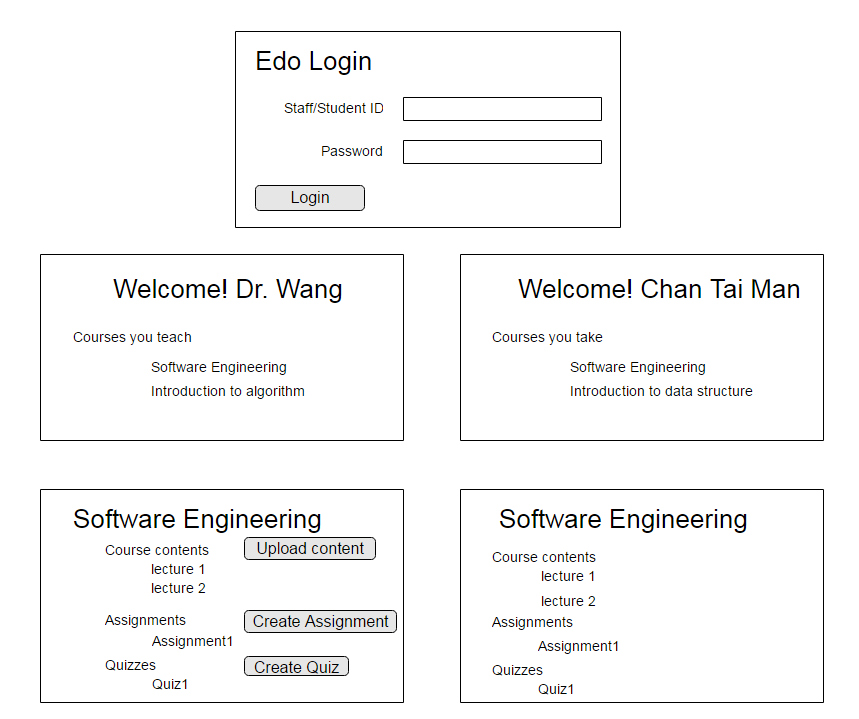 Edo Login
Staff/Student ID
Password
Login
Welcome! Dr. Wang
Courses you teach
Software Engineering
Introduction to algorithm
Welcome! Chan Tai Man
Courses you take
Software Engineering
Introduction to data structure
Software Engineering
Course contents
Upload content
lecture 1
lecture 2
Assignments
Create Assignment
Assignment1
Quizzes
Create Quiz
Quiz1
Software Engineering
Course contents
lecture 1
lecture 2
Assignments
Assignment1
Quizzes
Quiz1